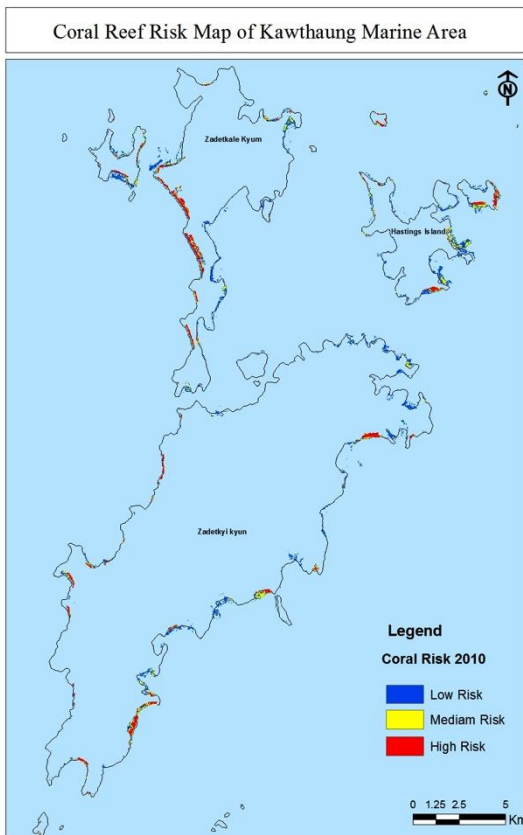 Coral Reef Risk Map of Kawthaung Marine Area
N
Zadetkale Kyum
Hastings Island
Zadetkyi kyun
Legend
Coral Risk 2010
Low Risk
Mediam Risk
High Risk
0 1.25 2.5 5
Km